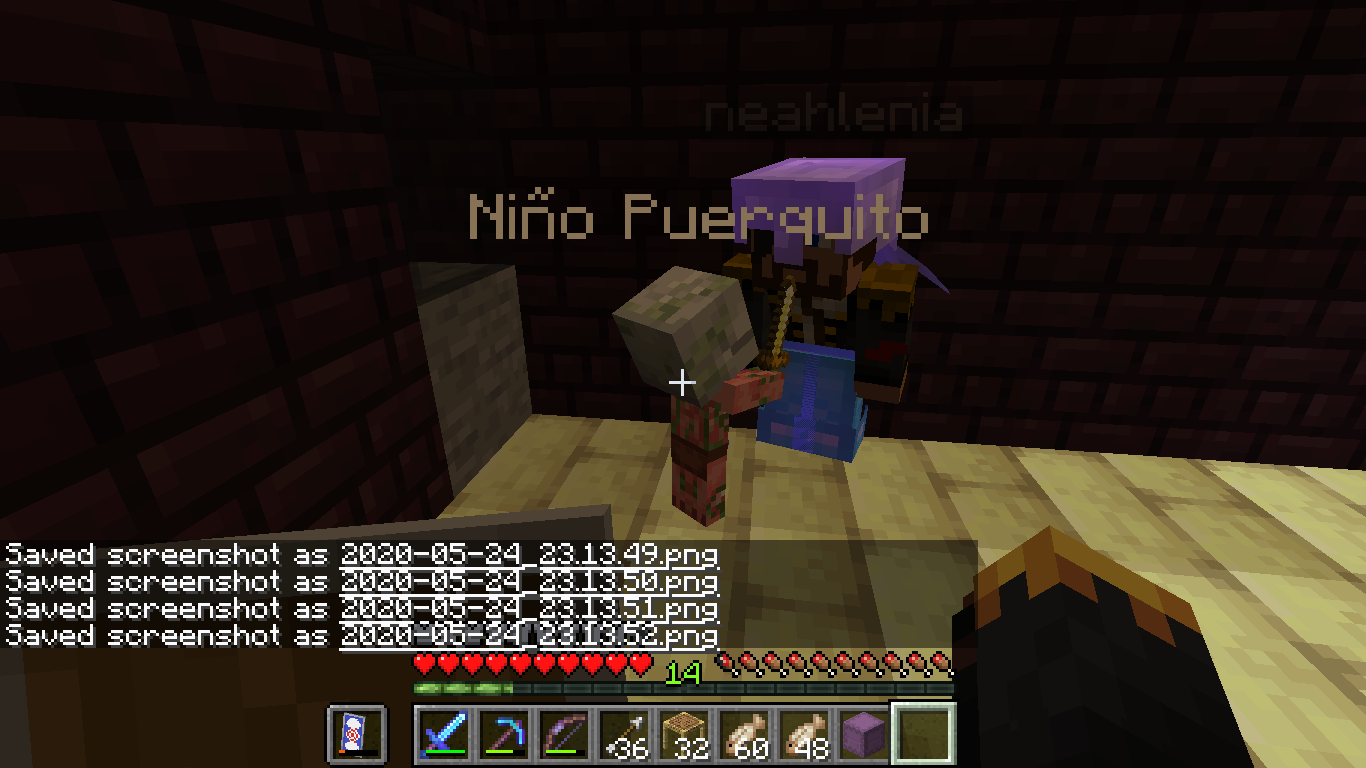 neahlenia
Niño Puerquito
Saved screenshot as 2020-05-24_23.13.49.png
Saved screenshot as 2020-05-24_23.13.50.png
Saved screenshot as 2020-05-24_23.13.51.png
Saved screenshot as 2020-05-24_23.13.52.png
14
36 32 60 48